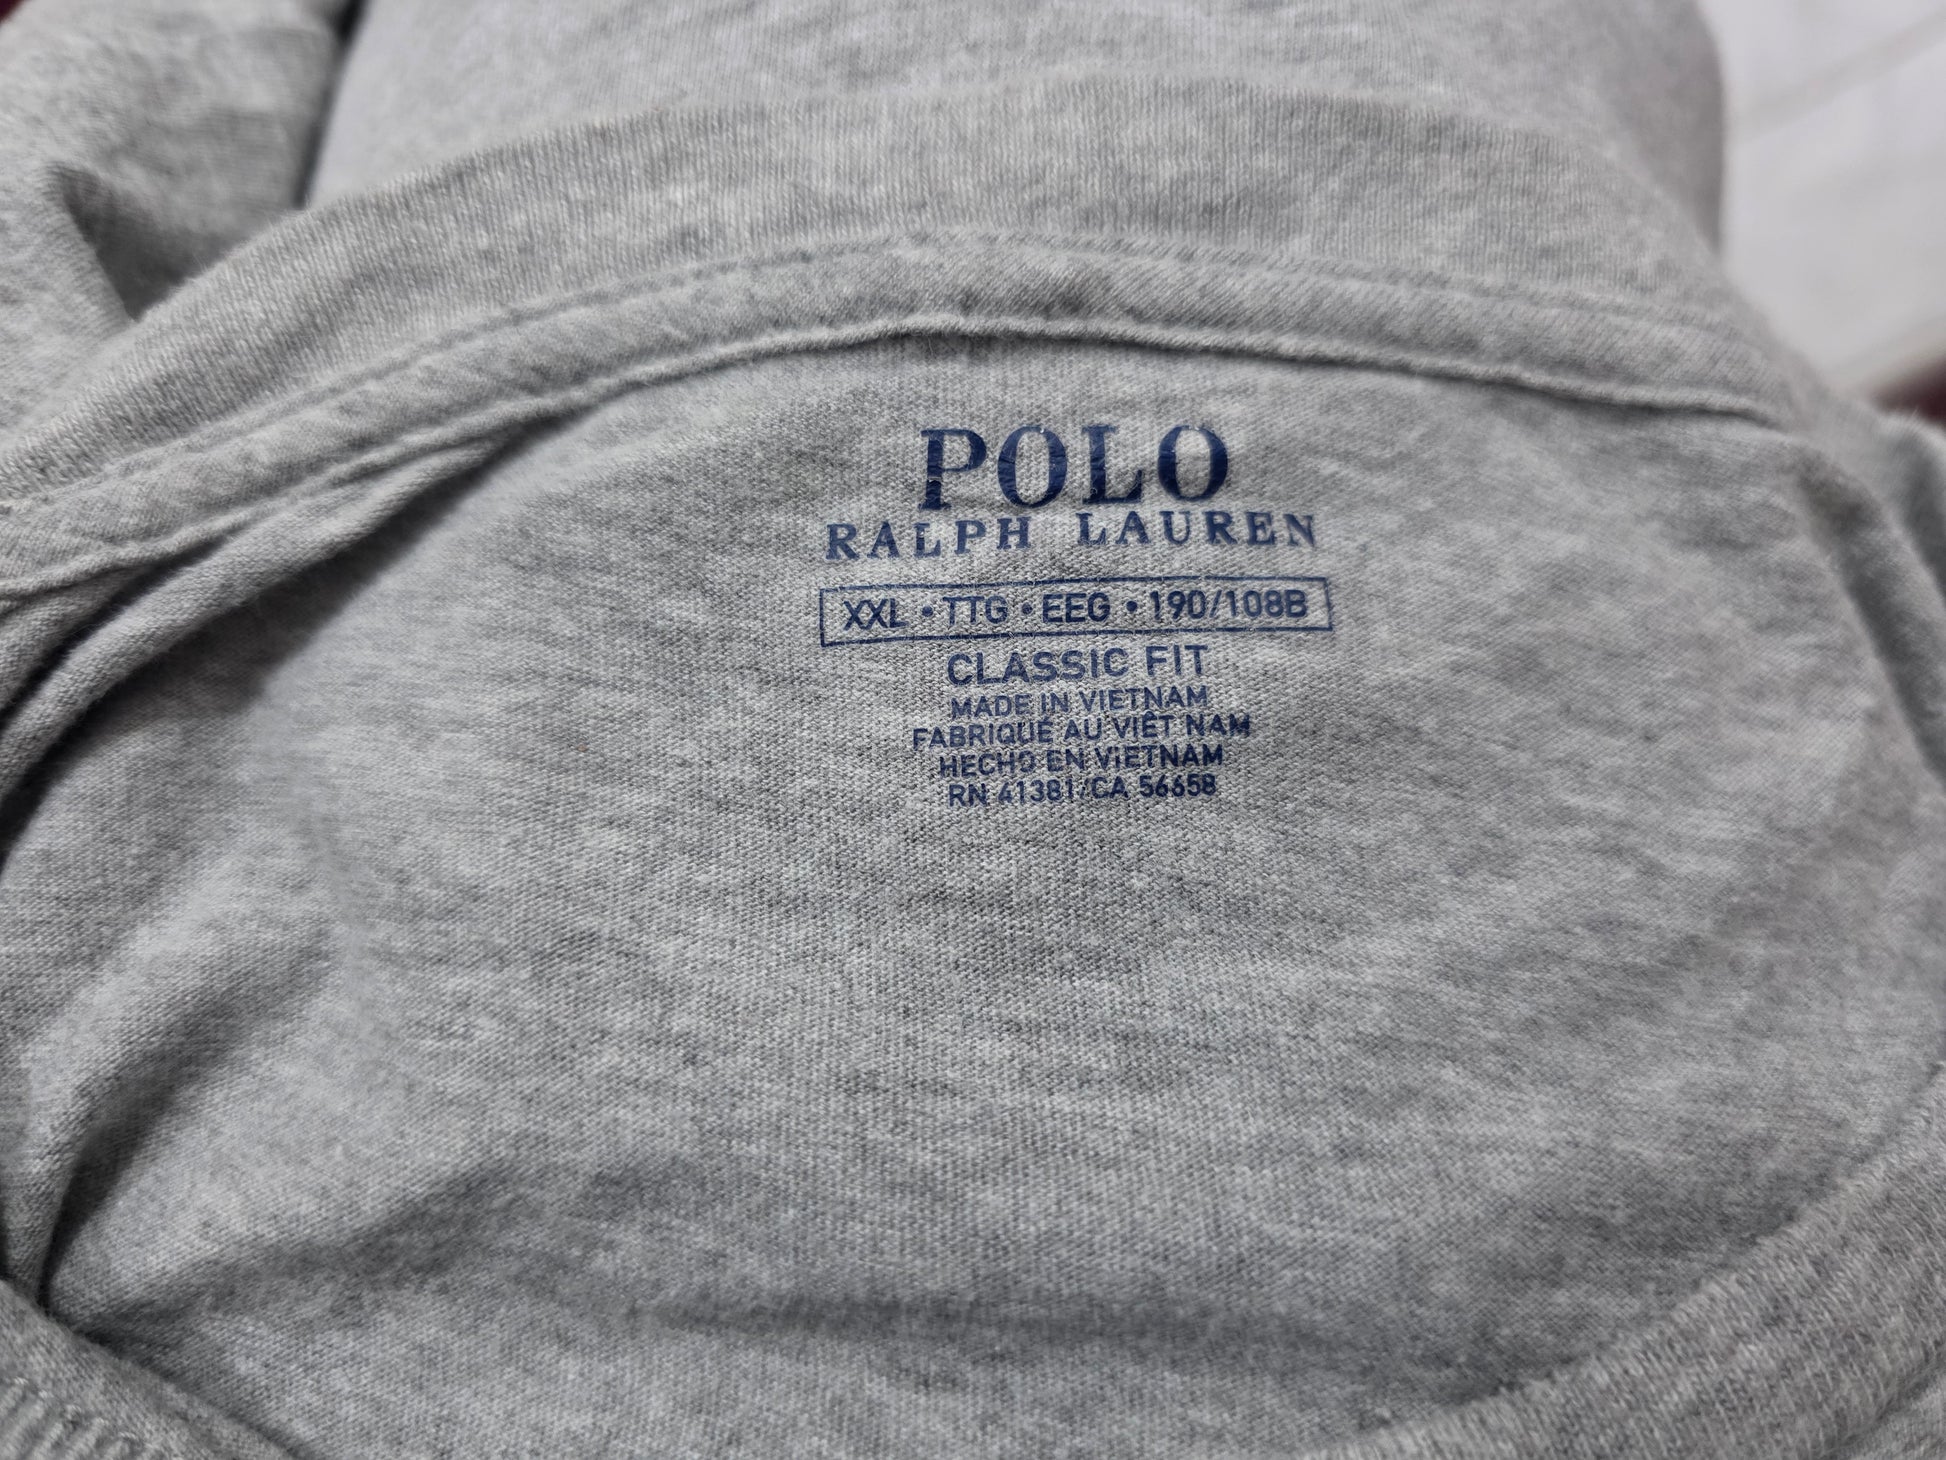 POLO
RALPH LAUREN
XXL • TTG • EEG • 190/108B
CLASSIC FIT
MADE IN VIETNAM
FABRIQUÉ AU VIÊT NAM
HECHO EN VIETNAM
RN 41381/CA 56658